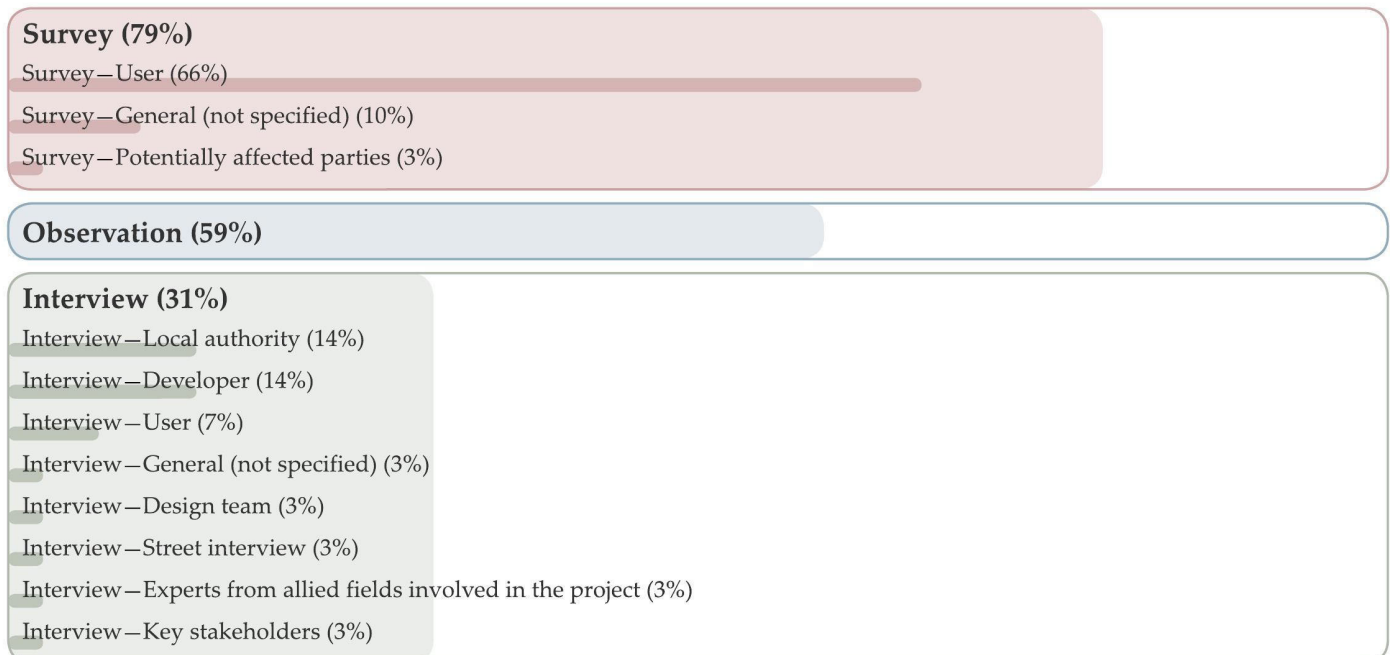 Survey (79%)
Survey—User (66%)
Survey—General (not specified) (10%)
Survey—Potentially affected parties (3%)
Observation (59%)
Interview (31%)
Interview—Local authority (14%)
Interview—Developer (14%)
Interview—User (7%)
Interview—General (not specified) (3%)
Interview—Design team (3%)
Interview—Street interview (3%)
Interview—Experts from allied fields involved in the project (3%)
Interview—Key stakeholders (3%)